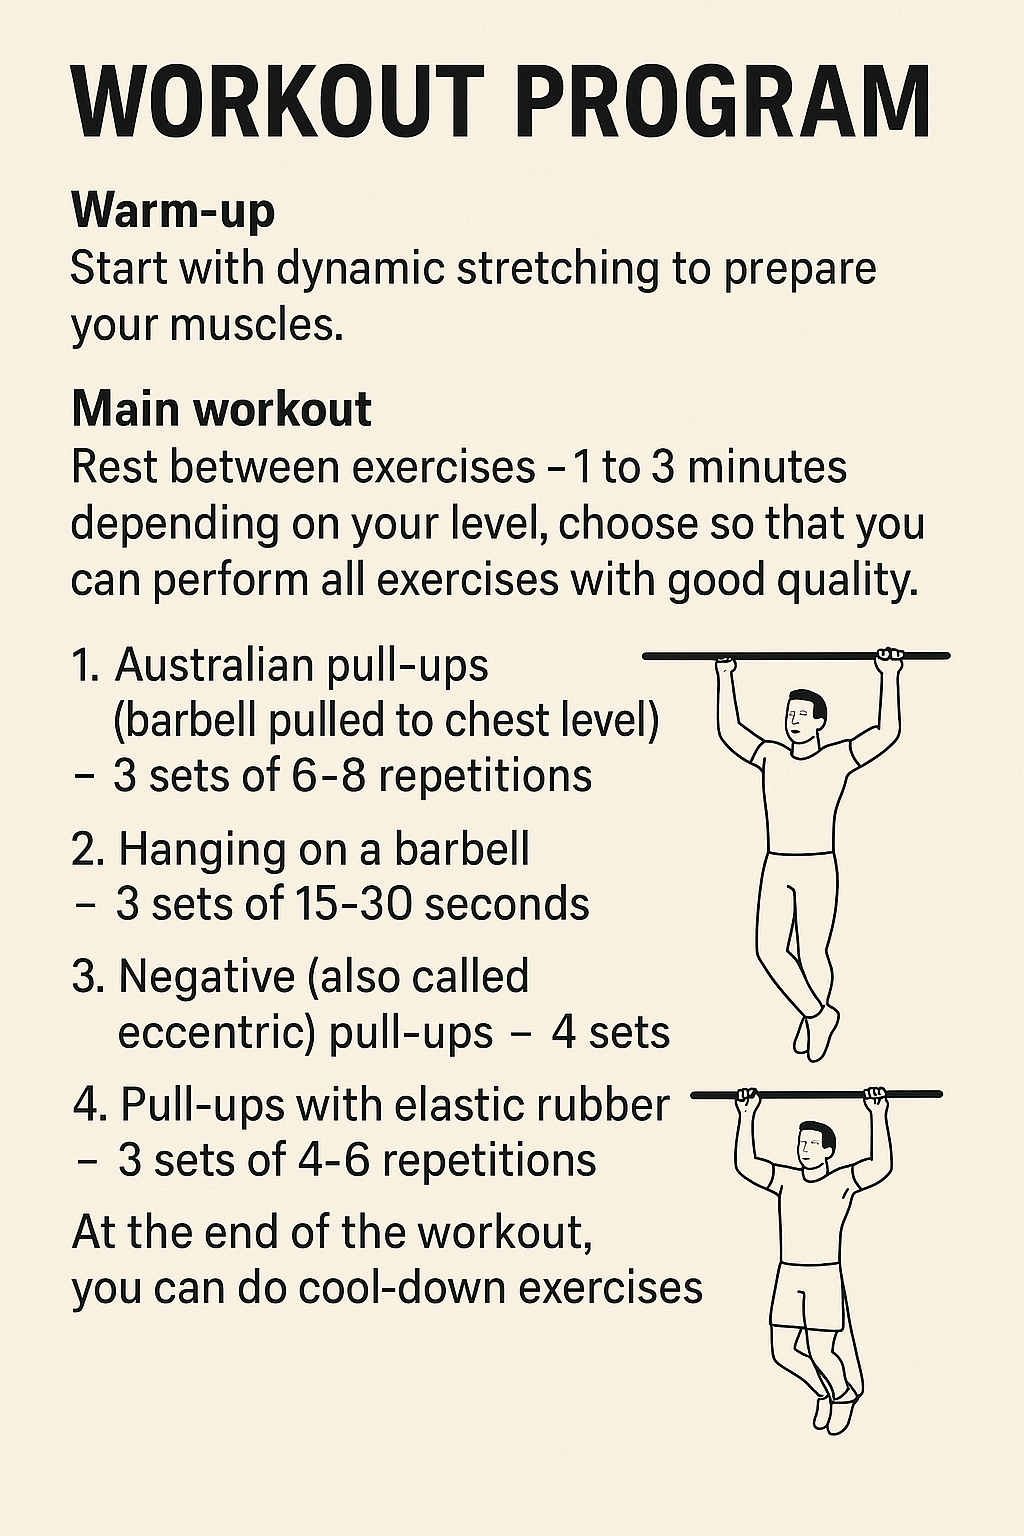 WORKOUT PROGRAM
Warm-up
Start with dynamic stretching to prepare
your muscles.
Main workout
Rest between exercises – 1 to 3 minutes
depending on your level, choose so that you
can perform all exercises with good quality.
1. Australian pull-ups
(barbell pulled to chest level)
– 3 sets of 6-8 repetitions
2. Hanging on a barbell
– 3 sets of 15-30 seconds
3. Negative (also called
eccentric) pull-ups – 4 sets
4. Pull-ups with elastic rubber
– 3 sets of 4-6 repetitions
At the end of the workout,
you can do cool-down exercises